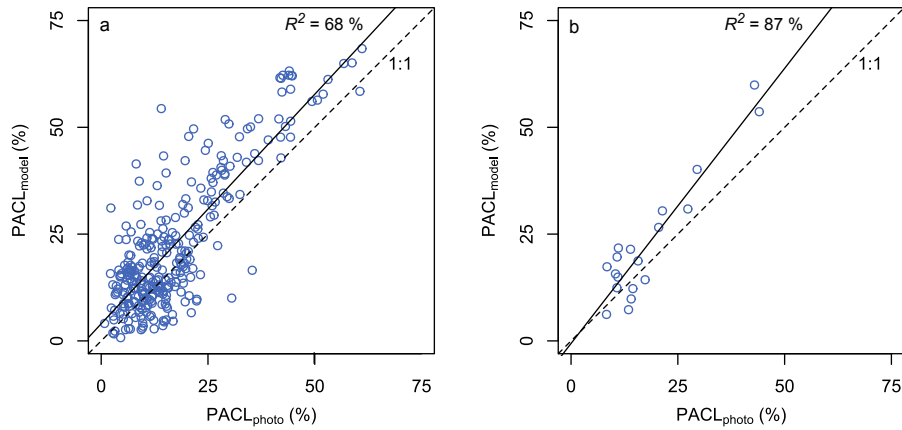 a
R² = 68 %
1:1
75
50
25
0
PACLmodel (%)
0 25 50 75
PACLphoto (%)
b
R² = 87 %
1:1
75
50
25
0
PACLmodel (%)
0 25 50 75
PACLphoto (%)